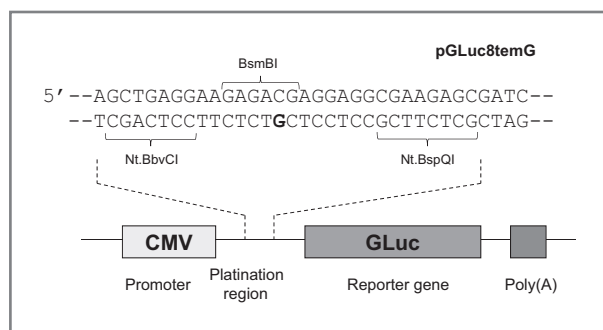 pGLuc8temG
BsmBI
5′ --AGCTGAGGAAGAGACGAGGAGGCGAAGAGCGATC--
--TCGACTCCTTCTCTGCTCCTCCGCTTCTCGCTAG--
Nt.BbvCI Nt.BspQI
CMV GLuc
Promoter Platination region Reporter gene Poly(A)